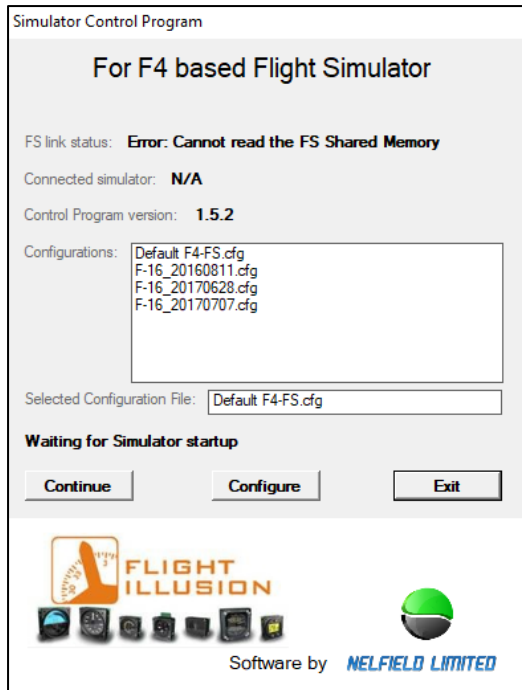 Simulator Control Program
For F4 based Flight Simulator
FS link status: Error: Cannot read the FS Shared Memory
Connected simulator: N/A
Control Program version: 1.5.2
Configurations:
Default F4-FS.cfg
F-16_20160811.cfg
F-16_20170628.cfg
F-16_20170707.cfg
Selected Configuration File: Default F4-FS.cfg
Waiting for Simulator startup
Continue Configure Exit
FLIGHT
ILLUSION
Software by NELFIELD LIMITED